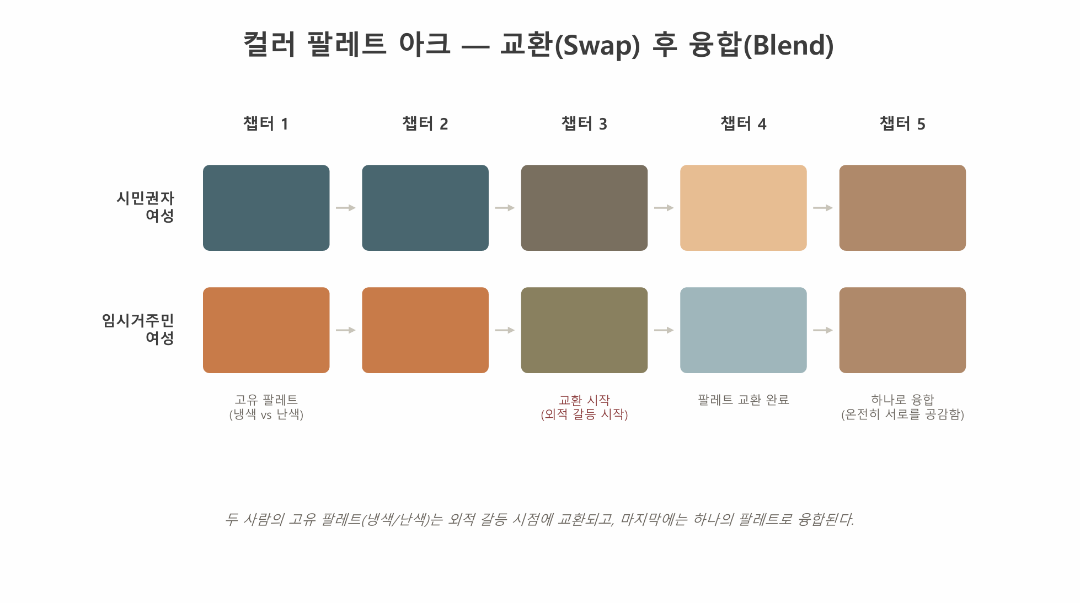 컬러 팔레트 아크 — 교환(Swap) 후 융합(Blend)
챕터 1
챕터 2
챕터 3
챕터 4
챕터 5
시민권자
여성
임시거주민
여성
고유 팔레트
(냉색 vs 난색)
교환 시작
(외적 갈등 시작)
팔레트 교환 완료
하나로 융합
(온전히 서로를 공감함)
두 사람의 고유 팔레트(냉색/난색)는 외적 갈등 시점에 교환되고, 마지막에는 하나의 팔레트로 융합된다.